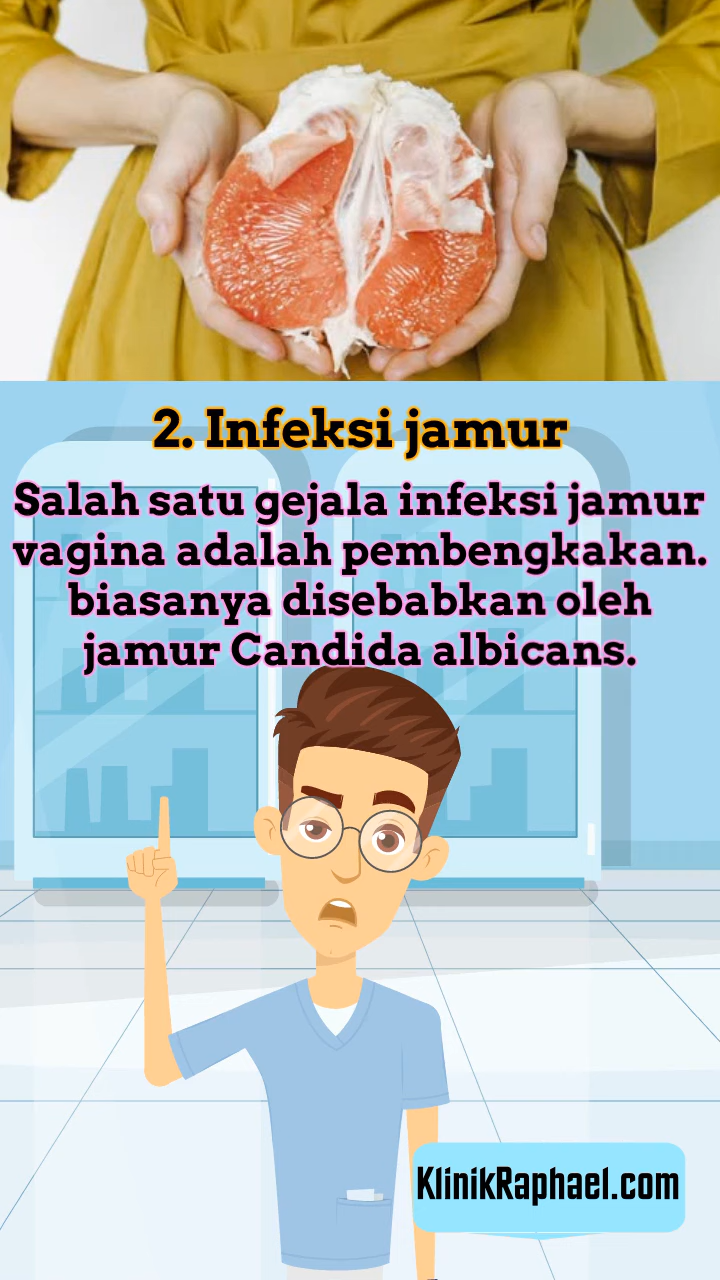 2. Infeksi jamur
Salah satu gejala infeksi jamur
vagina adalah pembengkakan.
biasanya disebabkan oleh
jamur Candida albicans.
KlinikRaphael.com